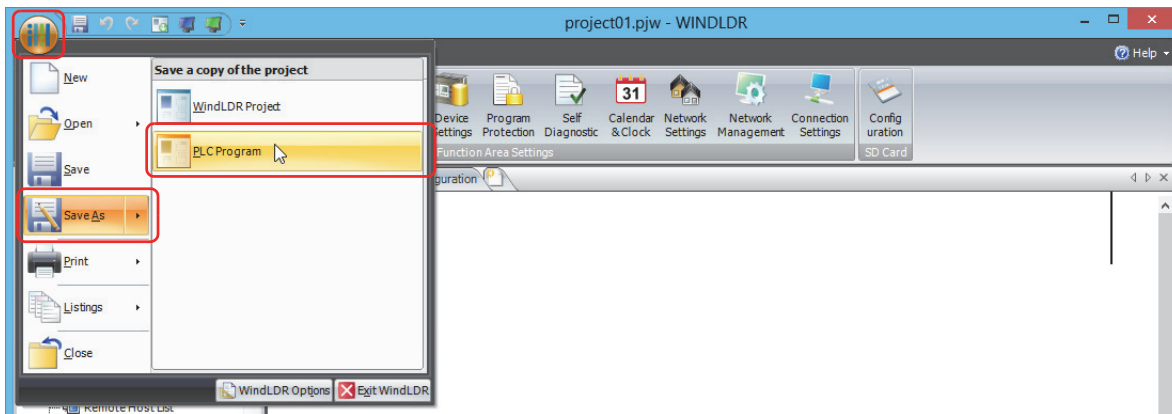 project01.pjw - WINDLDR
Help
New
Open
Save
Save As
Print
Listings
Close
Save a copy of the project
WindLDR Project
PLC Program
WindLDR Options
Exit WindLDR
Device Program Self Calendar Network Network Connection Config
Settings Protection Diagnostic & Clock Settings Management Settings uration
31
Function Area Settings
SD Card
guration
Remote Host List